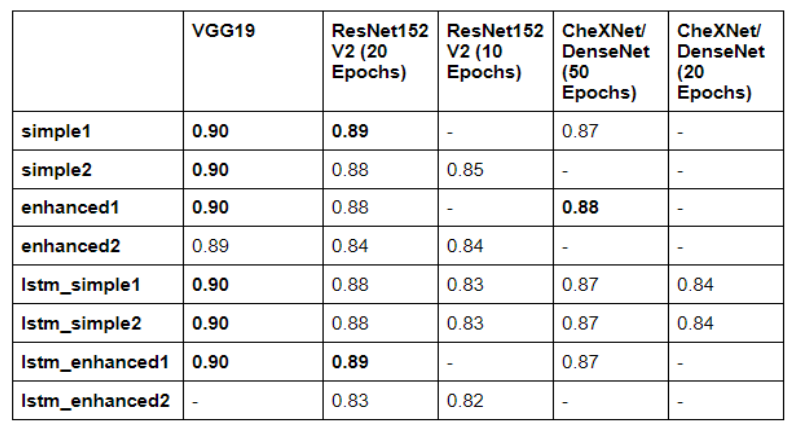 VGG19 ResNet152 ResNet152 CheXNet/ CheXNet/
V2 (20 V2 (10 DenseNet DenseNet
Epochs) Epochs) (50 (20
Epochs) Epochs)
simple1 0.90 0.89 - 0.87 -
simple2 0.90 0.88 0.85 - -
enhanced1 0.90 0.88 - 0.88 -
enhanced2 0.89 0.84 0.84 - -
lstm_simple1 0.90 0.88 0.83 0.87 0.84
lstm_simple2 0.90 0.88 0.83 0.87 0.84
lstm_enhanced1 0.90 0.89 - 0.87 -
lstm_enhanced2 - 0.83 0.82 - -